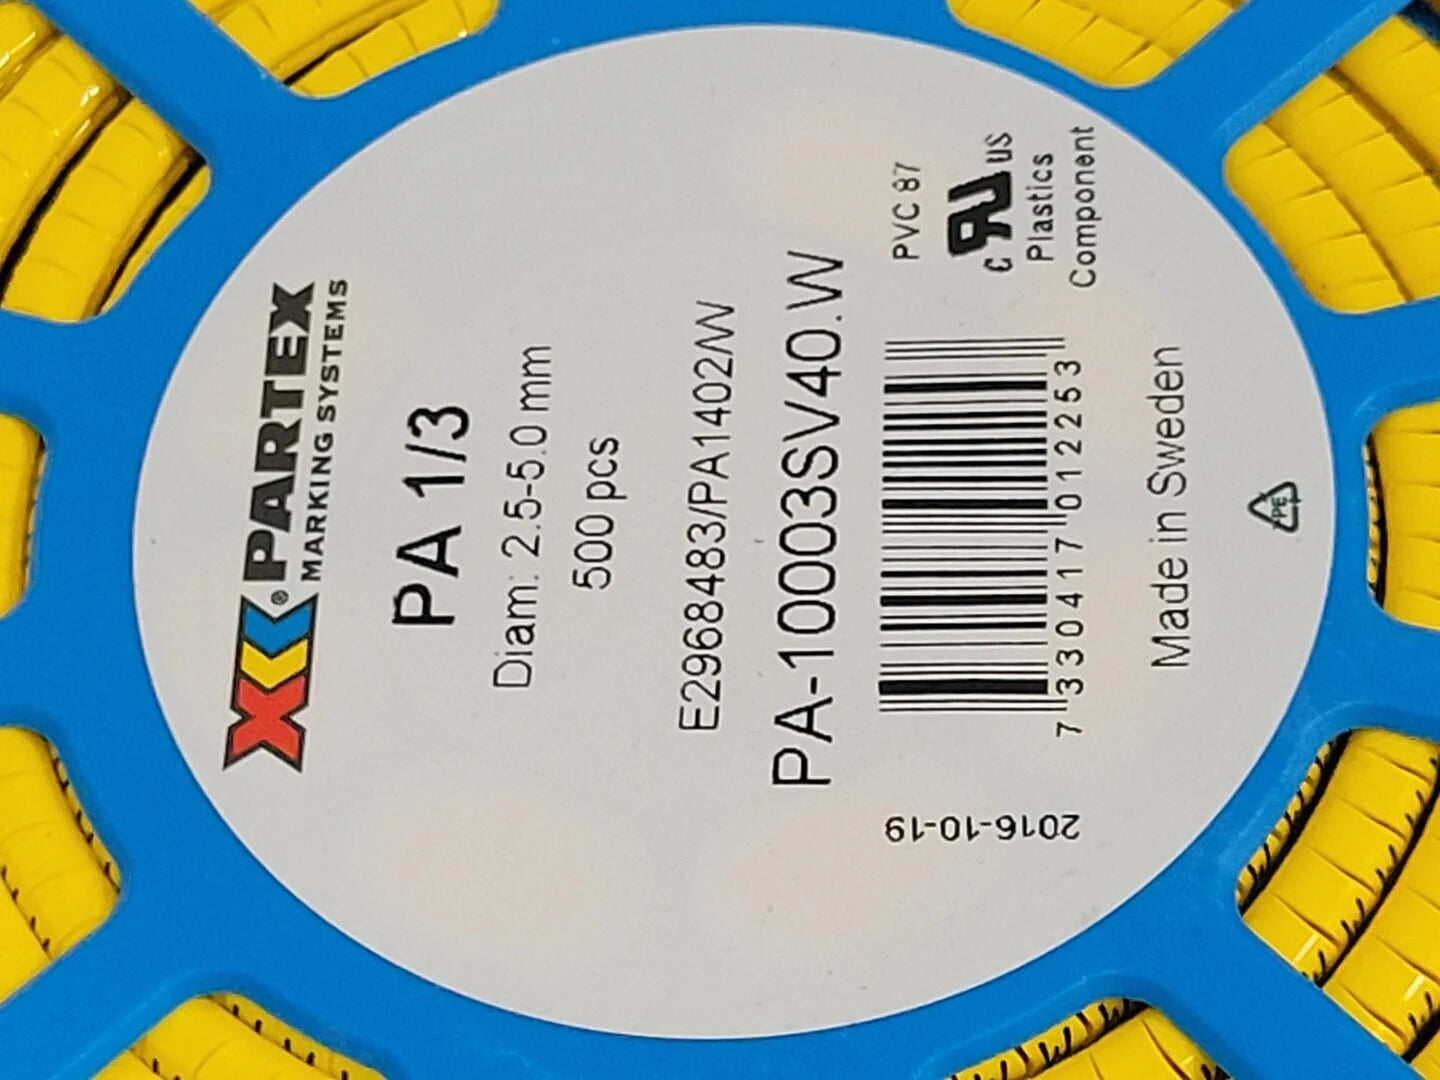 PARTEX®
MARKING SYSTEMS
PA 1/3
Diam: 2.5-5.0 mm
500 pcs
E2968483/PA1402/W
PA-10003SV40.W
2016-10-19
7 330417 012253
PVC 87
c RU US
Plastics
Component
Made in Sweden
PE